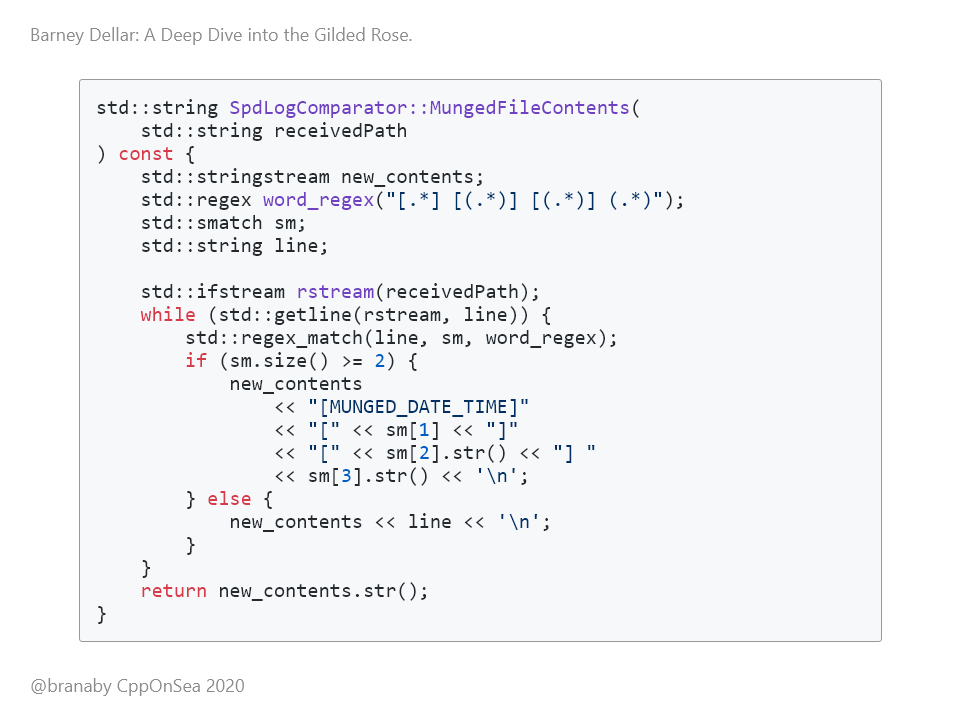 Barney Dellar: A Deep Dive into the Gilded Rose.
std::string SpdLogComparator::MungedFileContents(
    std::string receivedPath
) const {
    std::stringstream new_contents;
    std::regex word_regex("[.*] [(.*)] [(.*)] (.*)");
    std::smatch sm;
    std::string line;

    std::ifstream rstream(receivedPath);
    while (std::getline(rstream, line)) {
        std::regex_match(line, sm, word_regex);
        if (sm.size() >= 2) {
            new_contents
                << "[MUNGED_DATE_TIME]"
                << "[" << sm[1] << "]"
                << "[" << sm[2].str() << "] "
                << sm[3].str() << '\n';
        } else {
            new_contents << line << '\n';
        }
    }
    return new_contents.str();
}
@branaby CppOnSea 2020